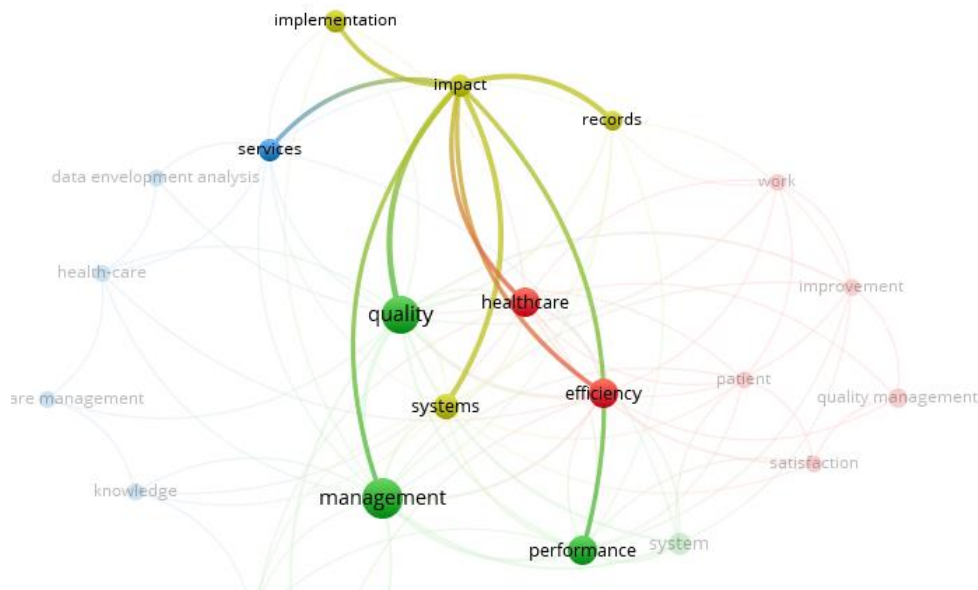 implementation
impact
records
services
data envelopment analysis
work
health-care
improvement
healthcare
quality
patient
efficiency
quality management
are management
systems
satisfaction
knowledge
management
performance
system